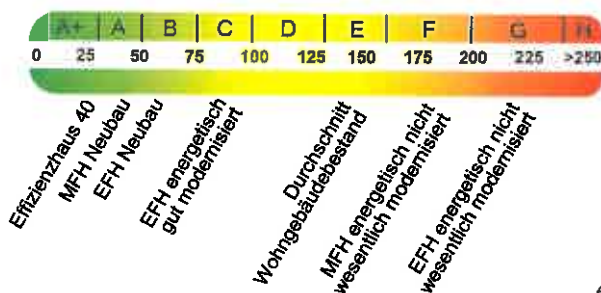 A+ A B C D E F G H
0 25 50 75 100 125 150 175 200 225 >250
Effizienzhaus 40
MFH Neubau
EFH Neubau
EFH energetisch
gut modernisiert
Durchschnitt
Wohngebäudebestand
MFH energetisch nicht
wesentlich modernisiert
EFH energetisch nicht
wesentlich modernisiert